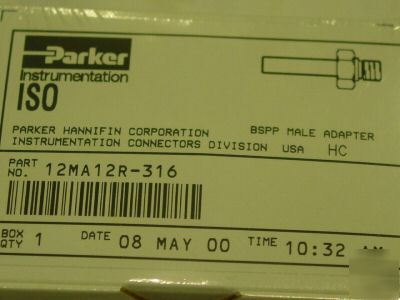 Parker
Instrumentation
ISO
PARKER HANNIFIN CORPORATION BSPP MALE ADAPTER
INSTRUMENTATION CONNECTORS DIVISION USA HC
PART NO. 12MA12R-316
BOX QTY 1 DATE 08 MAY 00 TIME 10:32